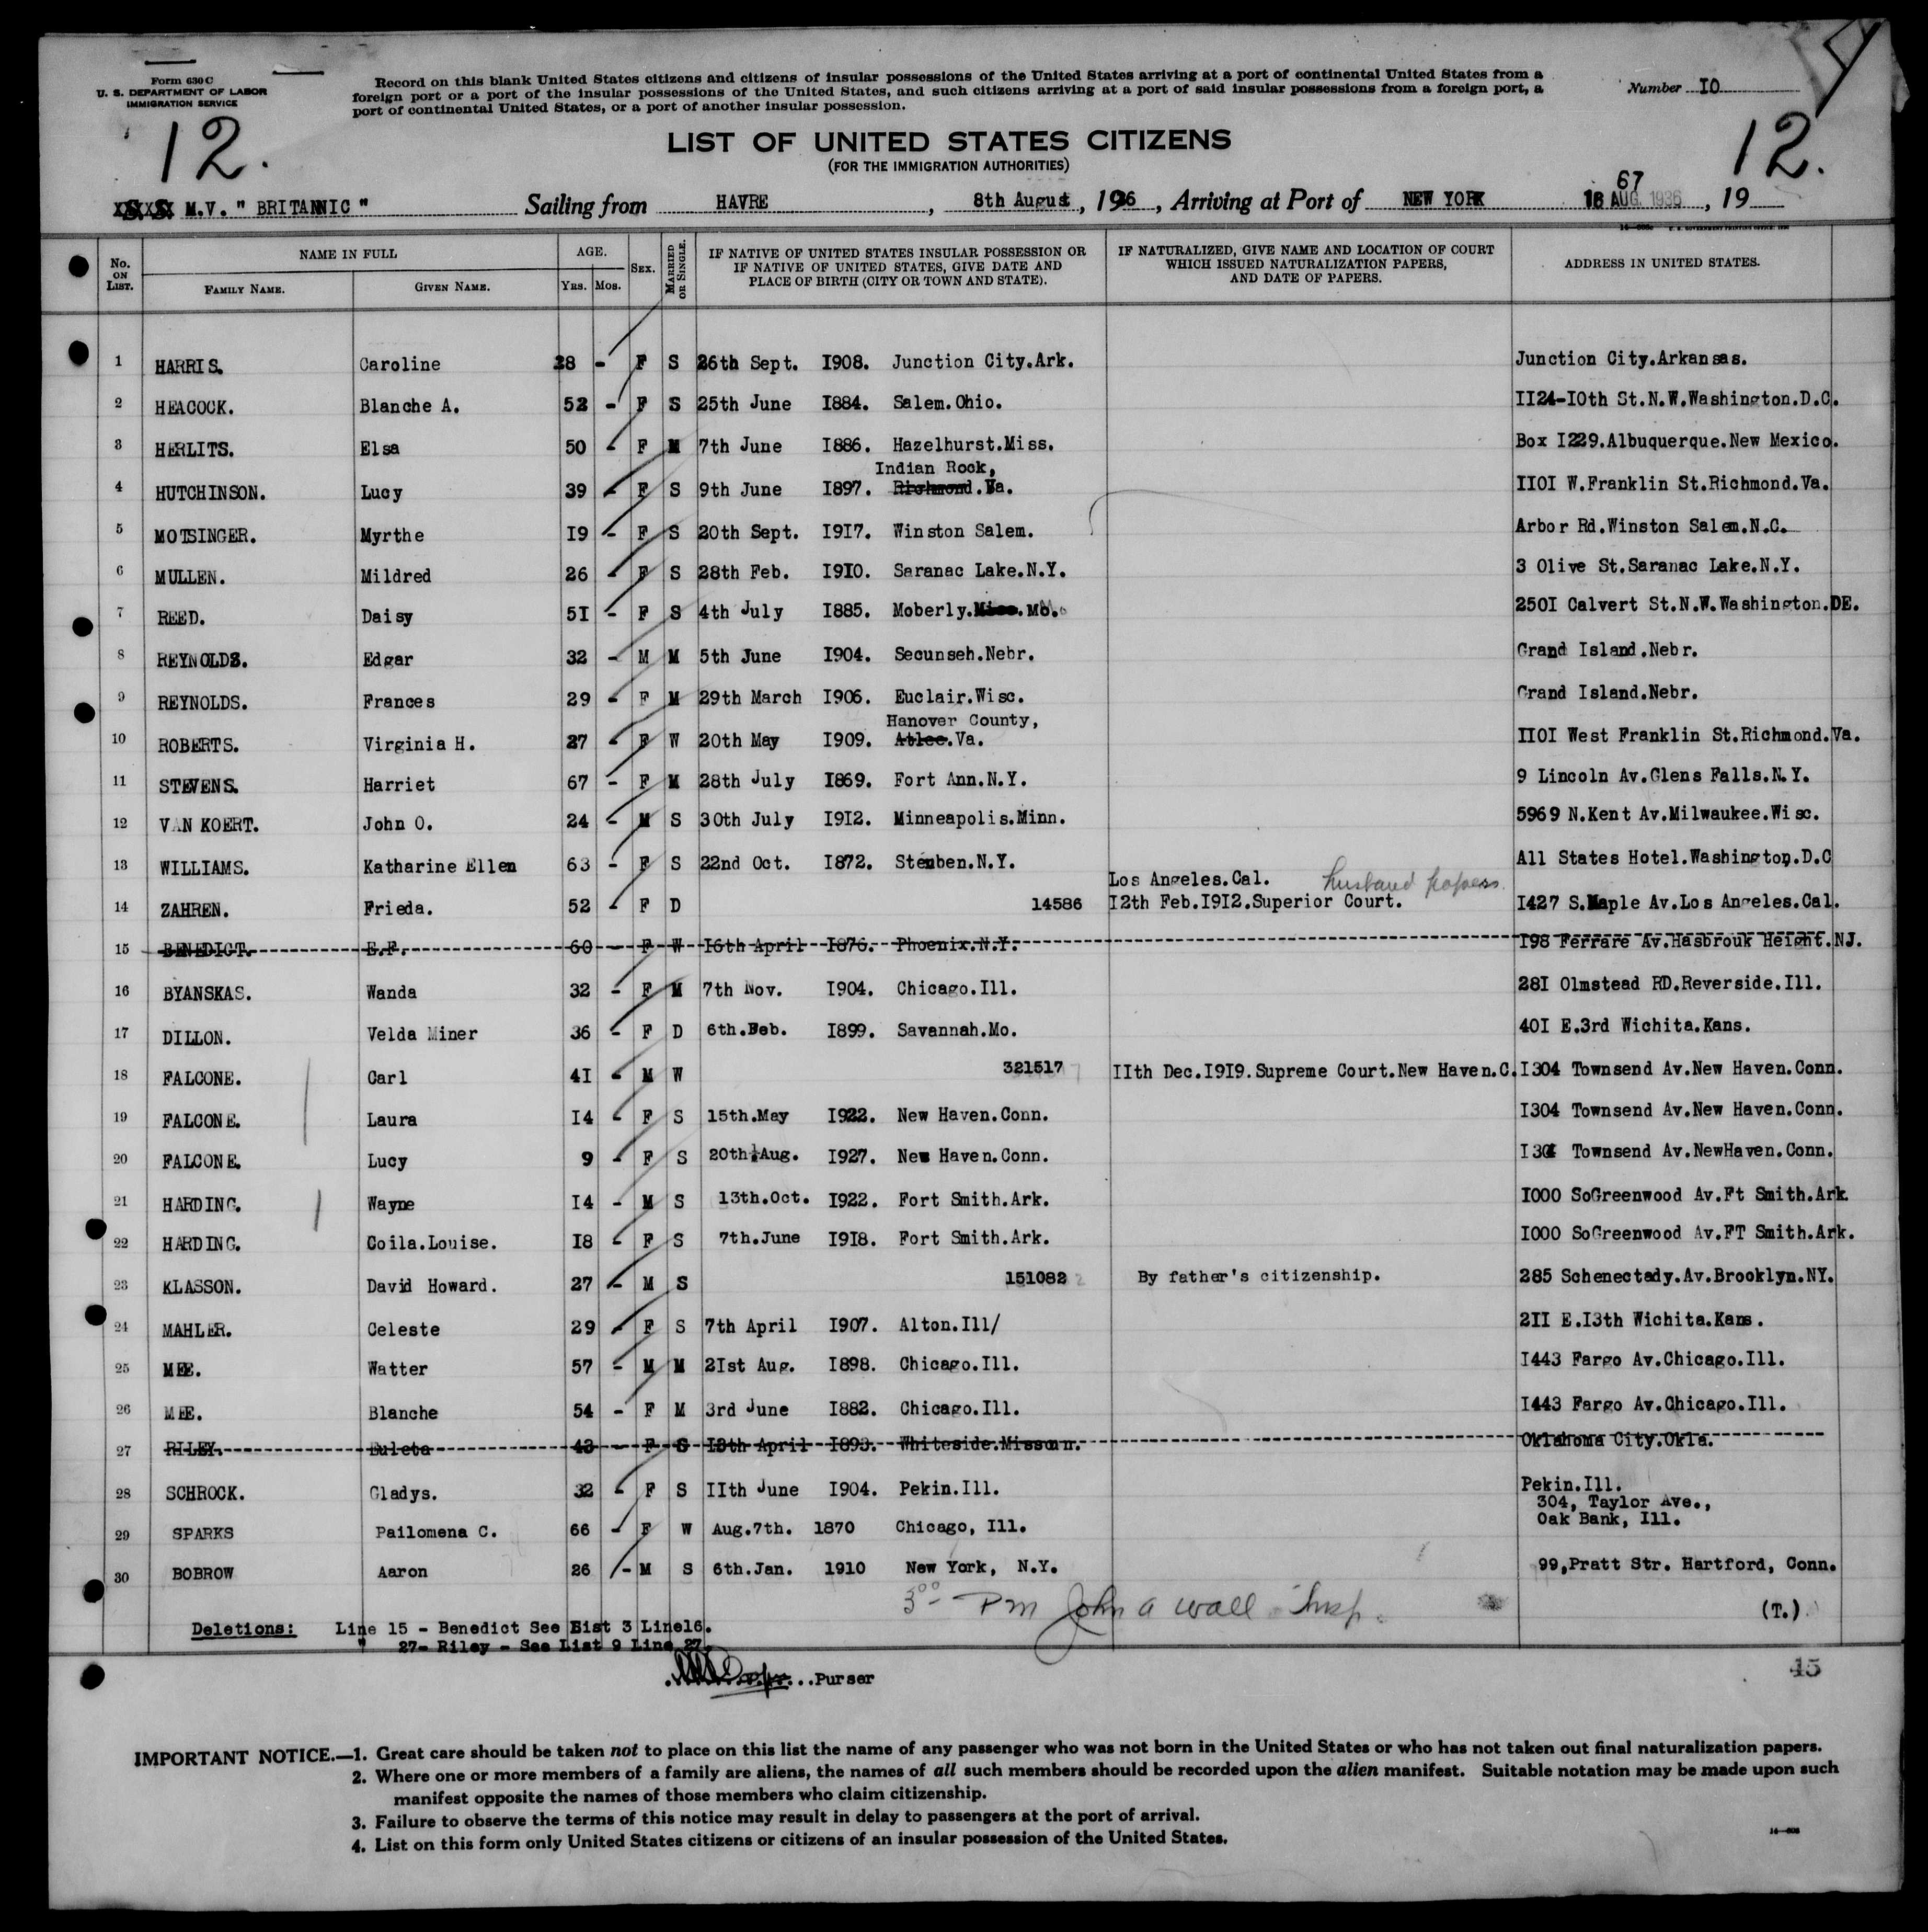 Form 630 C
U. S. DEPARTMENT OF LABOR
IMMIGRATION SERVICE
Record on this blank United States citizens and citizens of insular possessions of the United States arriving at a port of continental United States from a
foreign port or a port of the insular possessions of the United States, and such citizens arriving at a port of said insular possessions from a foreign port, a
port of continental United States, or a port of another insular possession.
Number 10
12.
12.
LIST OF UNITED STATES CITIZENS
(FOR THE IMMIGRATION AUTHORITIES)
67
M.V. " BRITANNIC " Sailing from HAVRE, 8th August, 1936, Arriving at Port of NEW YORK 16 AUG 1936, 19
No. ON LIST. NAME IN FULL FAMILY NAME. GIVEN NAME. AGE. YRS. MOS. SEX. MARRIED OR SINGLE. IF NATIVE OF UNITED STATES INSULAR POSSESSION OR IF NATIVE OF UNITED STATES, GIVE DATE AND PLACE OF BIRTH (CITY OR TOWN AND STATE). IF NATURALIZED, GIVE NAME AND LOCATION OF COURT WHICH ISSUED NATURALIZATION PAPERS, AND DATE OF PAPERS. ADDRESS IN UNITED STATES.
1 HARRIS. Caroline 28 - F S 26th Sept. 1908. Junction City.Ark. Junction City.Arkansas.
2 HEACOCK. Blanche A. 52 - F S 25th June 1884. Salem.Ohio. 1124-10th St.N.W.Washington.D.C.
3 HERLITS. Elsa 50 - F M 7th June 1886. Hazelhurst.Miss. Box 1229.Albuquerque.New Mexico.
Indian Rock,
4 HUTCHINSON. Lucy 39 - F S 9th June 1897. Richmond.Va. 1101 W.Franklin St.Richmond.Va.
5 MOTSINGER. Myrthe 19 - F S 20th Sept. 1917. Winston Salem. Arbor Rd.Winston Salem.N.C.
6 MULLEN. Mildred 26 - F S 28th Feb. 1910. Saranac Lake.N.Y. 3 Olive St.Saranac Lake.N.Y.
7 REED. Daisy 51 - F S 4th July 1885. Moberly.Miss.Mo. 2501 Calvert St.N.W.Washington.DE.
8 REYNOLDS. Edgar 32 - M M 5th June 1904. Secunseh.Nebr. Grand Island.Nebr.
9 REYNOLDS. Frances 29 - F M 29th March 1906. Euclair.Wisc. Grand Island.Nebr.
Hanover County,
10 ROBERTS. Virginia H. 27 - F W 20th May 1909. Atlee.Va. 1101 West Franklin St.Richmond.Va.
11 STEVENS. Harriet 67 - F M 28th July 1869. Fort Ann.N.Y. 9 Lincoln Av.Glens Falls.N.Y.
12 VAN KOERT. John O. 24 - M S 30th July 1912. Minneapolis.Minn. 5969 N.Kent Av.Milwaukee.Wisc.
13 WILLIAMS. Katharine Ellen 63 - F S 22nd Oct. 1872. Steuben.N.Y. All States Hotel.Washington.D.C
Los Angeles.Cal. husband papers.
14 ZAHREN. Frieda. 52 - F D 14586 12th Feb.1912.Superior Court. 1427 S.Maple Av.Los Angeles.Cal.
15 BENEDICT. E.F. 60 - F W 16th April 1876. Phoenix.N.Y. 198 Ferrare Av.Hasbrouk Height.NJ.
16 BYANSKAS. Wanda 32 - F M 7th Nov. 1904. Chicago.Ill. 281 Olmstead RD.Reverside.Ill.
17 DILLON. Velda Miner 36 - F D 6th.Feb. 1899. Savannah.Mo. 401 E.3rd Wichita.Kans.
18 FALCONE. Carl 41 - M W 321517 11th Dec.1919.Supreme Court.New Haven.C. 1304 Townsend Av.New Haven.Conn.
19 FALCONE. Laura 14 - F S 15th.May 1922. New Haven.Conn. 1304 Townsend Av.New Haven.Conn.
20 FALCONE. Lucy 9 - F S 20th.Aug. 1927. New Haven.Conn. 1304 Townsend Av.NewHaven.Conn.
21 HARDING. Wayne 14 - M S 13th.Oct. 1922. Fort Smith.Ark. 1000 SoGreenwood Av.Ft Smith.Ark.
22 HARDING. Coila.Louise. 18 - F S 7th.June 1918. Fort Smith.Ark. 1000 SoGreenwood Av.FT Smith.Ark.
23 KLASSON. David Howard. 27 - M S 151082 By father's citizenship. 285 Schenectady.Av.Brooklyn.NY.
24 MAHLER. Celeste 29 - F S 7th April 1907. Alton.Ill/ 211 E.13th Wichita.Kans.
25 MEE. Watter 57 - M M 21st Aug. 1898. Chicago.Ill. 1443 Fargo Av.Chicago.Ill.
26 MEE. Blanche 54 - F M 3rd June 1882. Chicago.Ill. 1443 Fargo Av.Chicago.Ill.
27 RILEY. Euleta 43 - F S 18th April 1893. Whiteside.Missonr. Oklahoma City.Okla.
28 SCHROCK. Gladys. 32 - F S 11th June 1904. Pekin.Ill. Pekin.Ill.
304, Taylor Ave.,
29 SPARKS Pailomena C. 66 - F W Aug.7th. 1870 Chicago, Ill. Oak Bank, Ill.
30 BOBROW Aaron 26 - M S 6th.Jan. 1910 New York, N.Y. 99,Pratt Str. Hartford, Conn.
3 00 - PM John A Wall Insp.
(T.)
Deletions: Line 15 - Benedict See List 3 Line16.
" 27- Riley - See List 9 Line 27.
...Purser
45
IMPORTANT NOTICE.—1. Great care should be taken not to place on this list the name of any passenger who was not born in the United States or who has not taken out final naturalization papers.
2. Where one or more members of a family are aliens, the names of all such members should be recorded upon the alien manifest. Suitable notation may be made upon such
manifest opposite the names of those members who claim citizenship.
3. Failure to observe the terms of this notice may result in delay to passengers at the port of arrival.
4. List on this form only United States citizens or citizens of an insular possession of the United States.